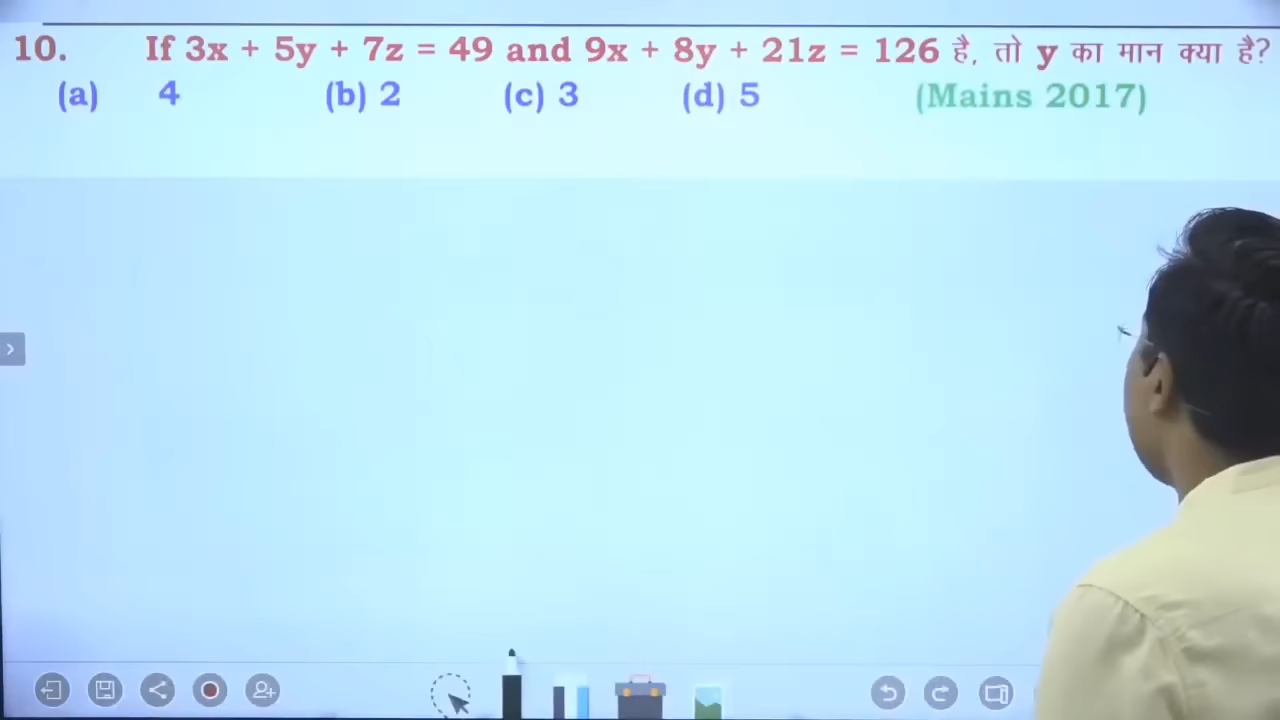 10. If 3x + 5y + 7z = 49 and 9x + 8y + 21z = 126 है, तो y का मान क्या है?
(a) 4 (b) 2 (c) 3 (d) 5 (Mains 2017)